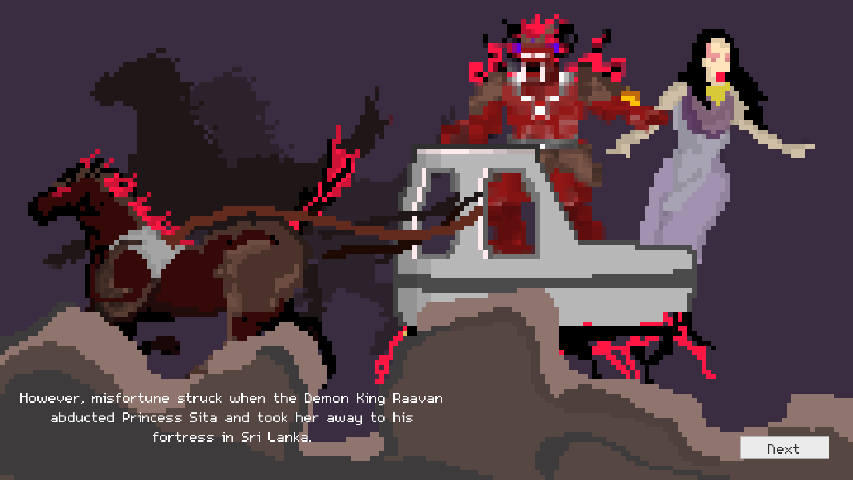 However, misfortune struck when the Demon King Raavan
abducted Princess Sita and took her away to his
fortress in Sri Lanka.
Next